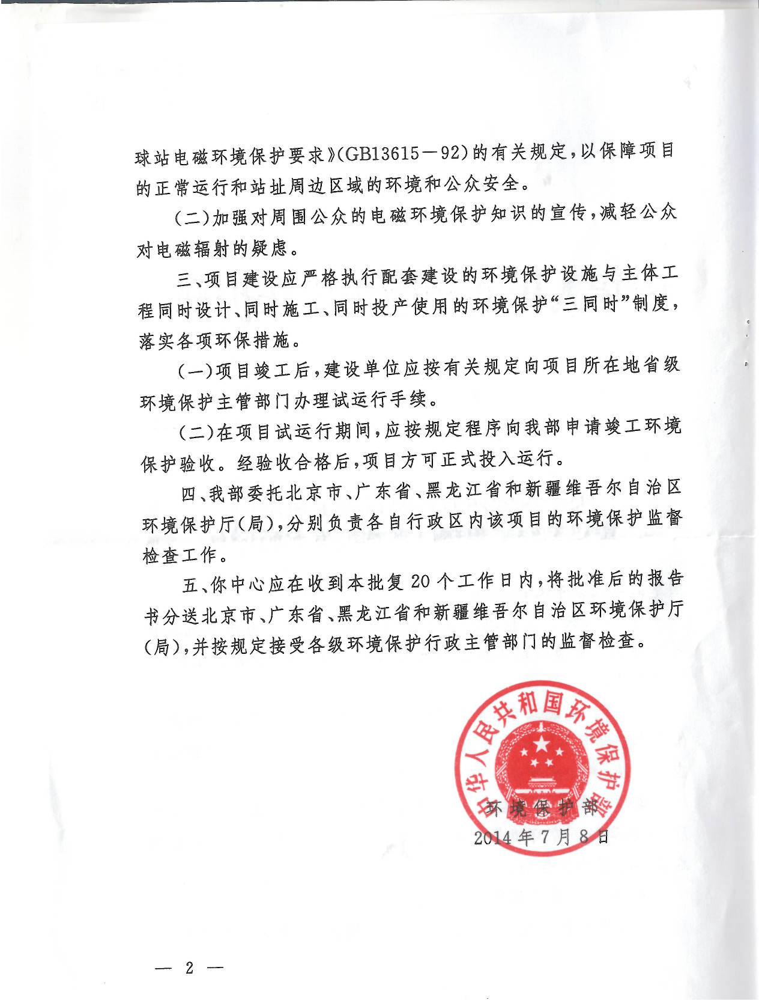 球站电磁环境保护要求》(GB13615－92)的有关规定,以保障项目
的正常运行和站址周边区域的环境和公众安全。
(二)加强对周围公众的电磁环境保护知识的宣传,减轻公众
对电磁辐射的疑虑。
三、项目建设应严格执行配套建设的环境保护设施与主体工
程同时设计、同时施工、同时投产使用的环境保护“三同时”制度,
落实各项环保措施。
(一)项目竣工后,建设单位应按有关规定向项目所在地省级
环境保护主管部门办理试运行手续。
(二)在项目试运行期间,应按规定程序向我部申请竣工环境
保护验收。经验收合格后,项目方可正式投入运行。
四、我部委托北京市、广东省、黑龙江省和新疆维吾尔自治区
环境保护厅(局),分别负责各自行政区内该项目的环境保护监督
检查工作。
五、你中心应在收到本批复 20 个工作日内,将批准后的报告
书分送北京市、广东省、黑龙江省和新疆维吾尔自治区环境保护厅
(局),并按规定接受各级环境保护行政主管部门的监督检查。
中华人民共和国环境保护部
环境保护部
2014 年 7 月 8 日
— 2 —